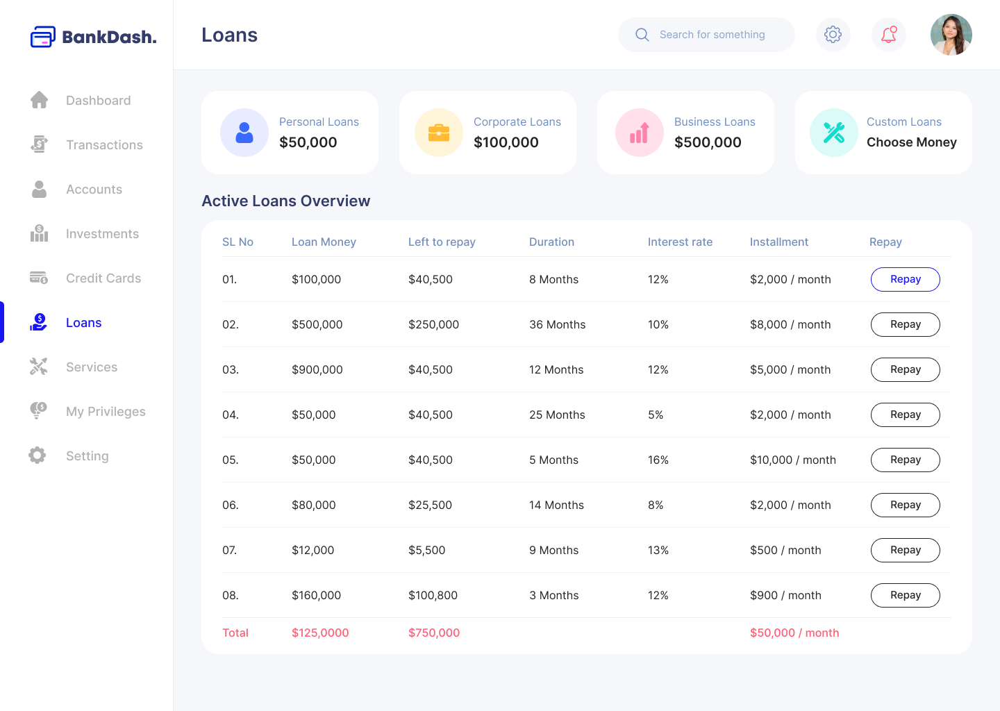 BankDash.
Loans
Search for something
Dashboard
Transactions
Accounts
Investments
Credit Cards
Loans
Services
My Privileges
Setting
Personal Loans
$50,000
Corporate Loans
$100,000
Business Loans
$500,000
Custom Loans
Choose Money
Active Loans Overview
SL No Loan Money Left to repay Duration Interest rate Installment Repay
01. $100,000 $40,500 8 Months 12% $2,000 / month Repay
02. $500,000 $250,000 36 Months 10% $8,000 / month Repay
03. $900,000 $40,500 12 Months 12% $5,000 / month Repay
04. $50,000 $40,500 25 Months 5% $2,000 / month Repay
05. $50,000 $40,500 5 Months 16% $10,000 / month Repay
06. $80,000 $25,500 14 Months 8% $2,000 / month Repay
07. $12,000 $5,500 9 Months 13% $500 / month Repay
08. $160,000 $100,800 3 Months 12% $900 / month Repay
Total $125,0000 $750,000 $50,000 / month